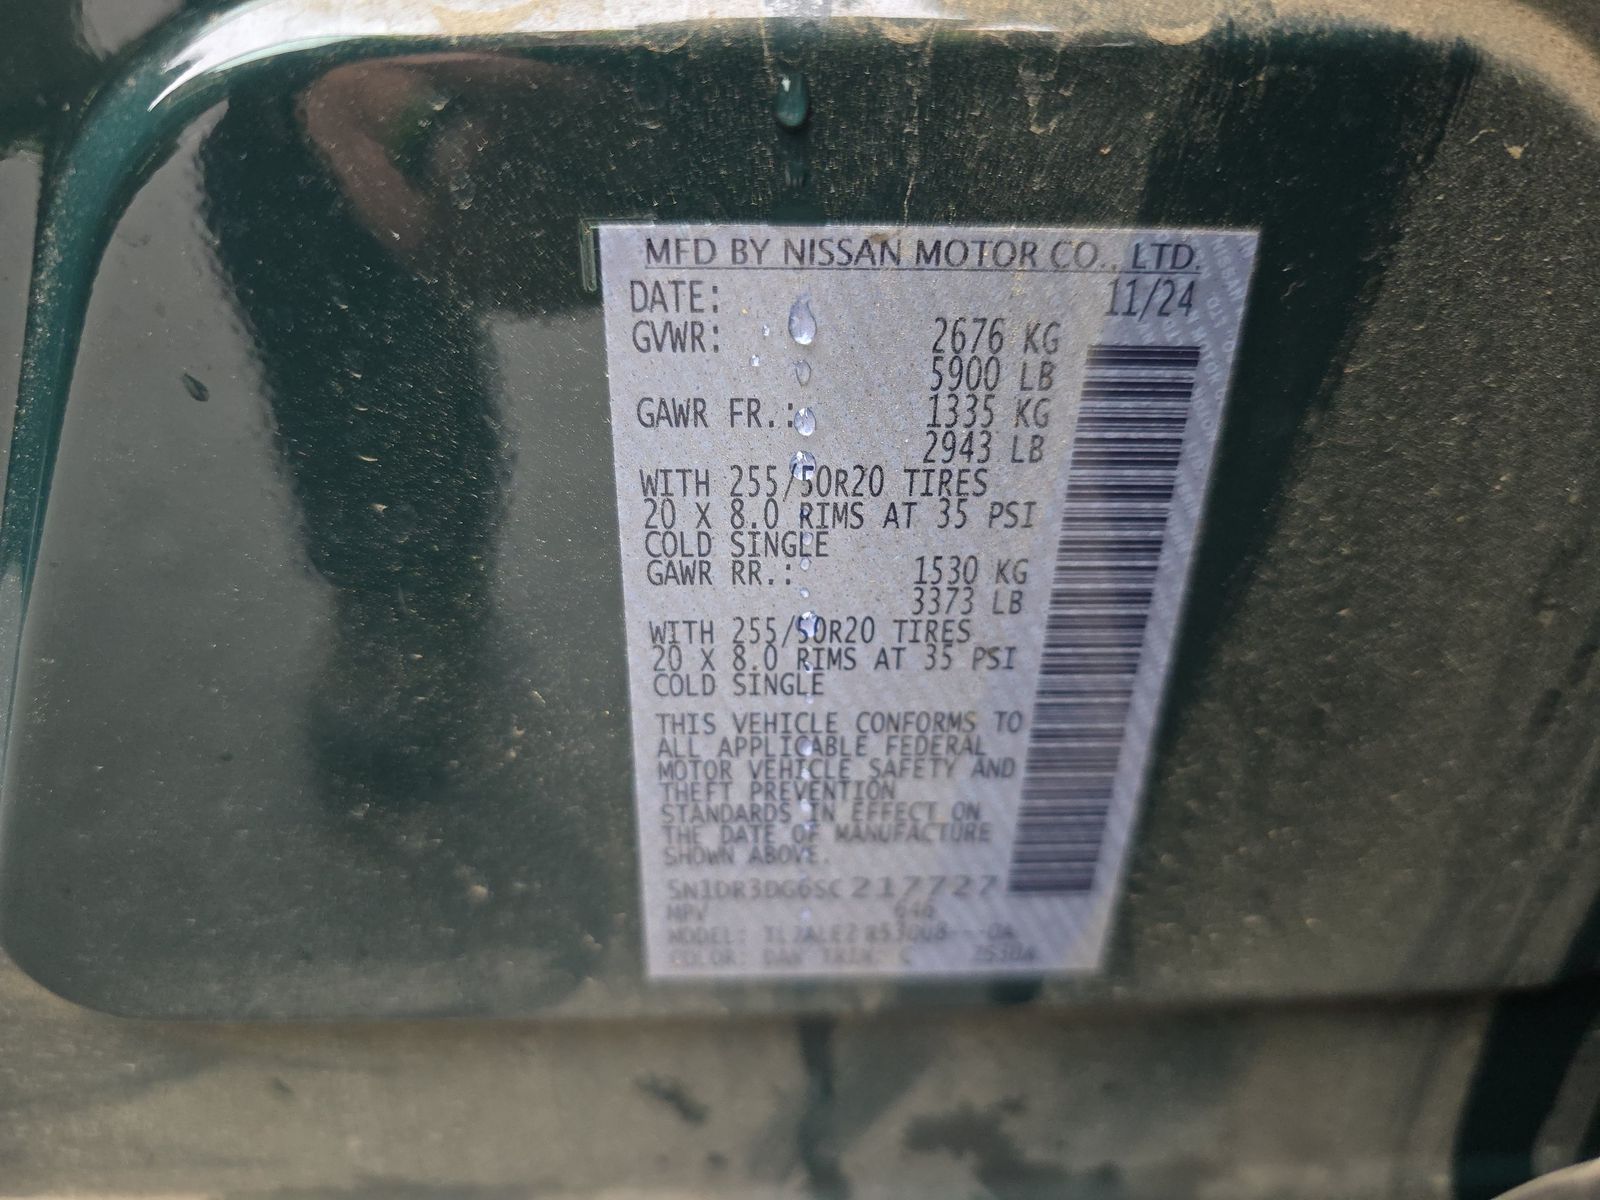 MFD BY NISSAN MOTOR CO., LTD.
DATE: 11/24
GVWR: 2676 KG
5900 LB
GAWR FR.: 1335 KG
2943 LB
WITH 255/50R20 TIRES
20 X 8.0 RIMS AT 35 PSI
COLD SINGLE
GAWR RR.: 1530 KG
3373 LB
WITH 255/50R20 TIRES
20 X 8.0 RIMS AT 35 PSI
COLD SINGLE
THIS VEHICLE CONFORMS TO
ALL APPLICABLE FEDERAL
MOTOR VEHICLE SAFETY AND
THEFT PREVENTION
STANDARDS IN EFFECT ON
THE DATE OF MANUFACTURE
SHOWN ABOVE.
5N1DR3DG6SC217727
MPV
MODEL:
COLOR: DAN TRIM: C